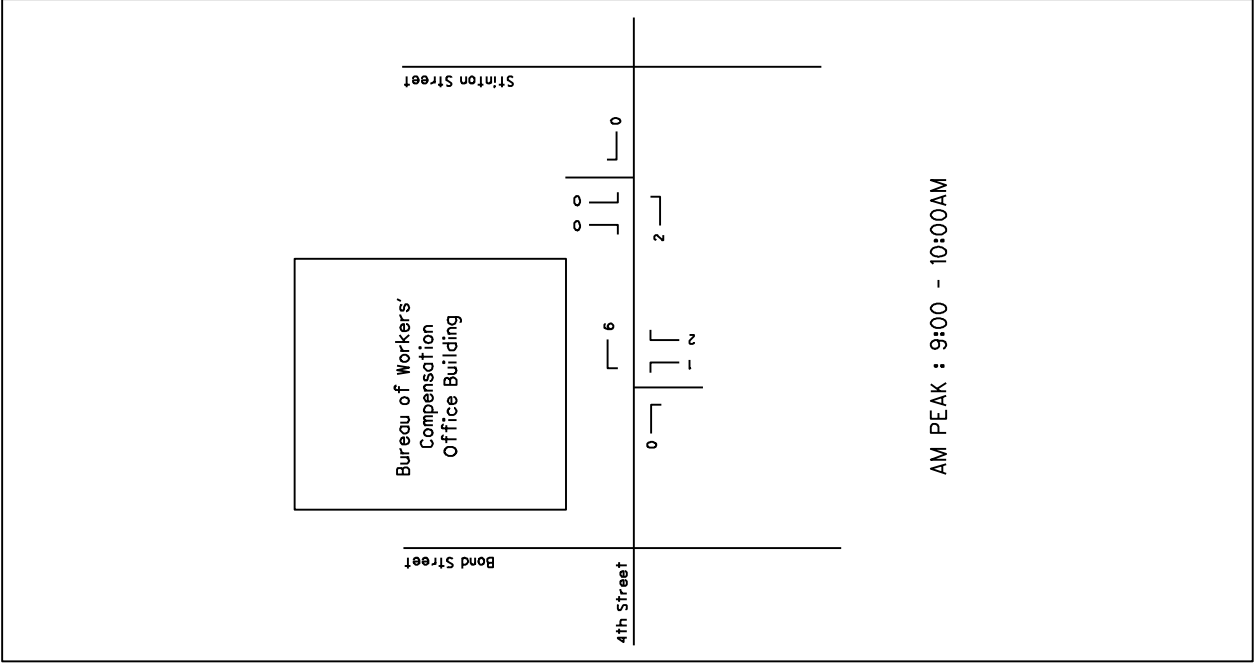 Stinton Street
0
0
0
2
Bureau of Workers'
Compensation
Office Building
6
2
1
0
AM PEAK : 9:00 - 10:00AM
Bond Street
4th Street